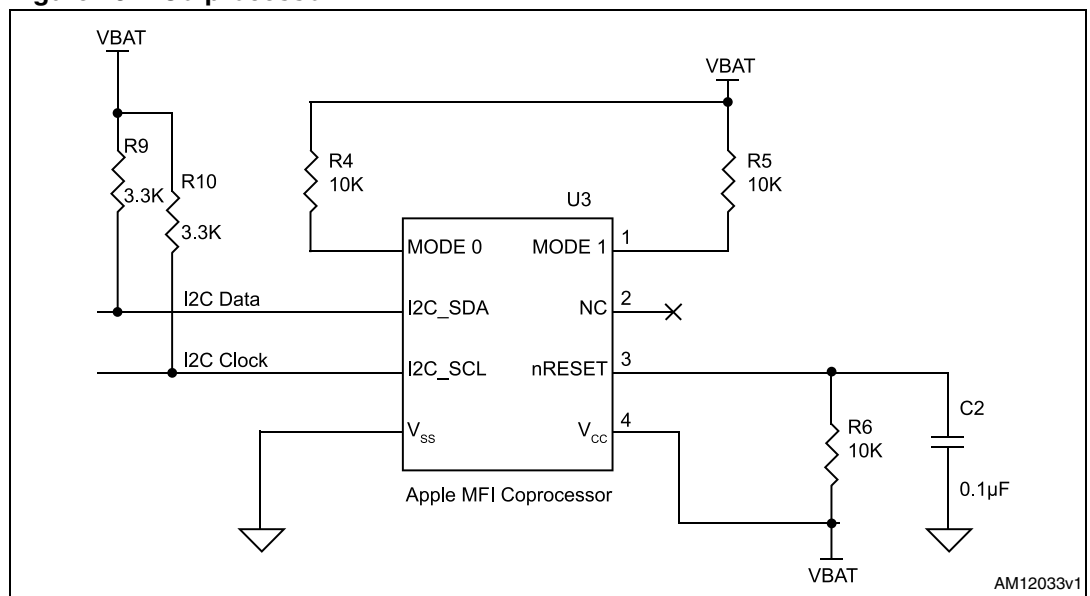 VBAT
VBAT
R9
3.3K
R10
3.3K
R4
10K
R5
10K
U3
MODE 0
MODE 1
1
I2C Data
I2C_SDA
NC
2
I2C Clock
I2C_SCL
nRESET
3
VSS
VCC
4
R6
10K
C2
0.1µF
Apple MFI Coprocessor
VBAT
AM12033v1